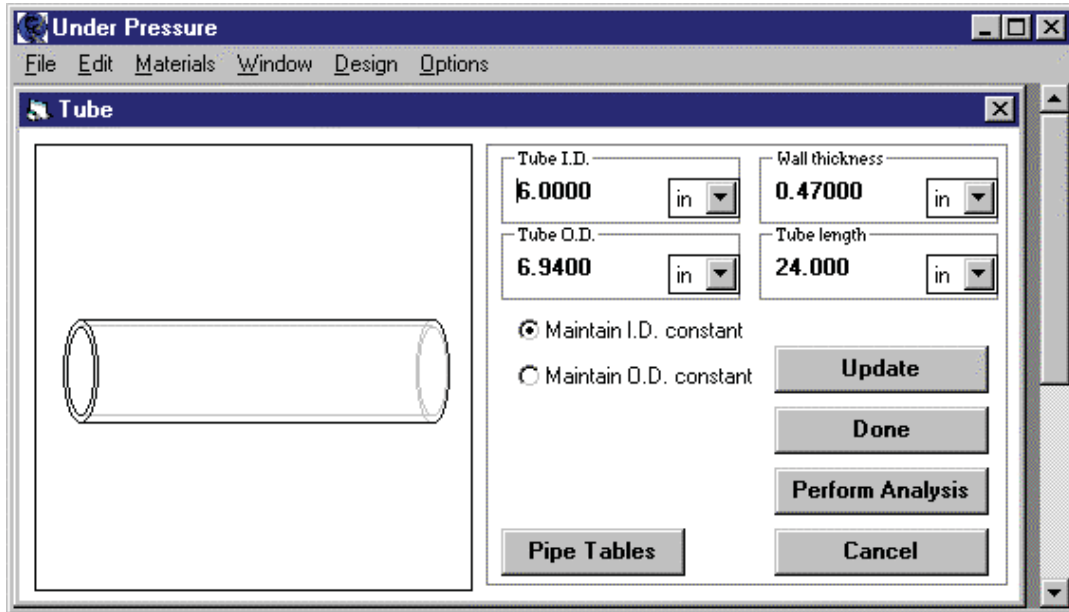 Under Pressure
File Edit Materials Window Design Options
Tube
Tube I.D.
6.0000 in
Wall thickness
0.47000 in
Tube O.D.
6.9400 in
Tube length
24.000 in
Maintain I.D. constant
Maintain O.D. constant
Update
Done
Perform Analysis
Pipe Tables
Cancel